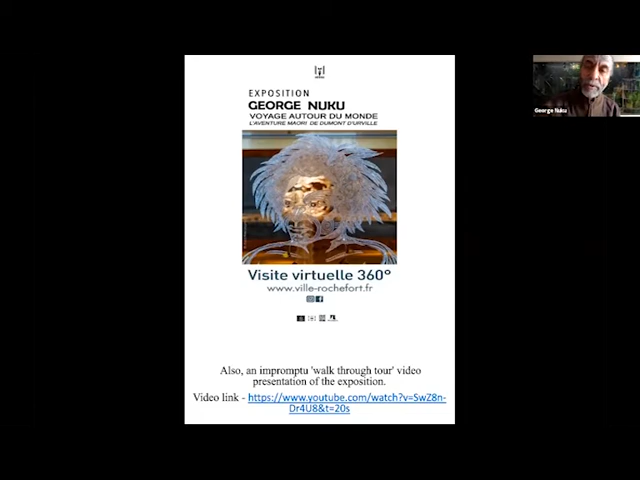 EXPOSITION
GEORGE NUKU
VOYAGE AUTOUR DU MONDE
L'AVENTURE MAORI DE DUMONT D'URVILLE
Visite virtuelle 360°
www.ville-rochefort.fr
Also, an impromptu 'walk through tour' video
presentation of the exposition.
Video link - https://www.youtube.com/watch?v=SwZ8n-
Dr4U8&t=20s
George Nuku